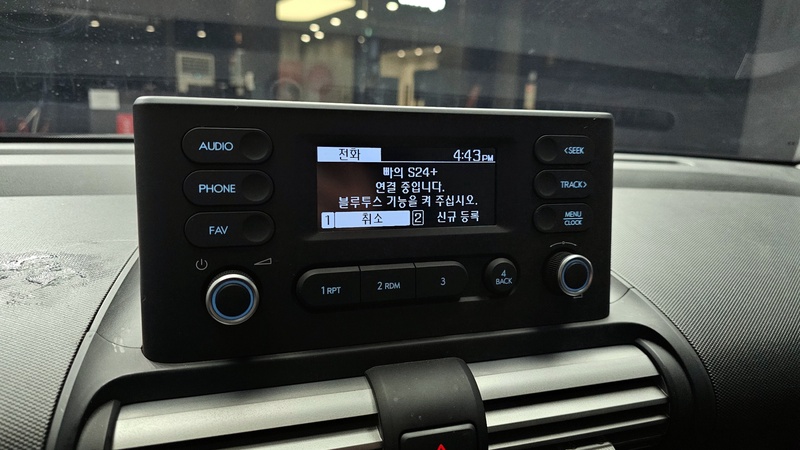 AUDIO
PHONE
FAV
전화 4:43PM
빠의 S24+
연결 중입니다.
블루투스 기능을 켜 주십시오.
1 취소 2 신규 등록
<SEEK
TRACK>
MENU
CLOCK
1 RPT
2 RDM
3
4
BACK